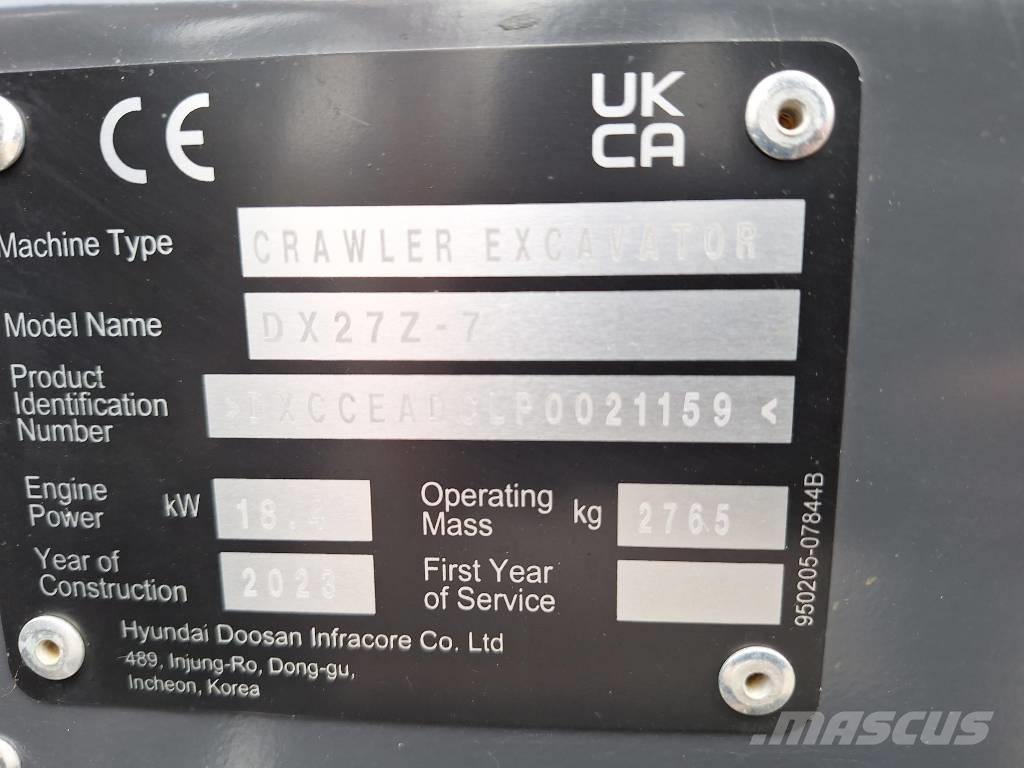 CE
UK
CA
Machine Type CRAWLER EXCAVATOR
Model Name DX27Z-7
Product
Identification
Number
Engine
Power kW
Operating
Mass kg 2765
Year of
Construction 2023
First Year
of Service
950205-07844B
Hyundai Doosan Infracore Co. Ltd
489, Injung-Ro, Dong-gu,
Incheon, Korea
MASCUS